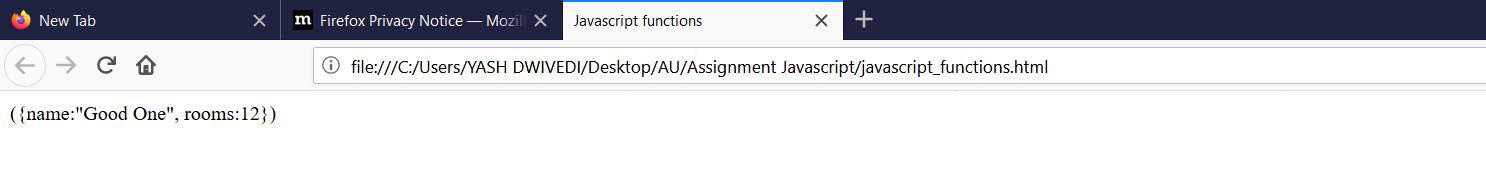 New Tab
Firefox Privacy Notice — Mozil
Javascript functions
file:///C:/Users/YASH DWIVEDI/Desktop/AU/Assignment Javascript/javascript_functions.html
({name:"Good One", rooms:12})